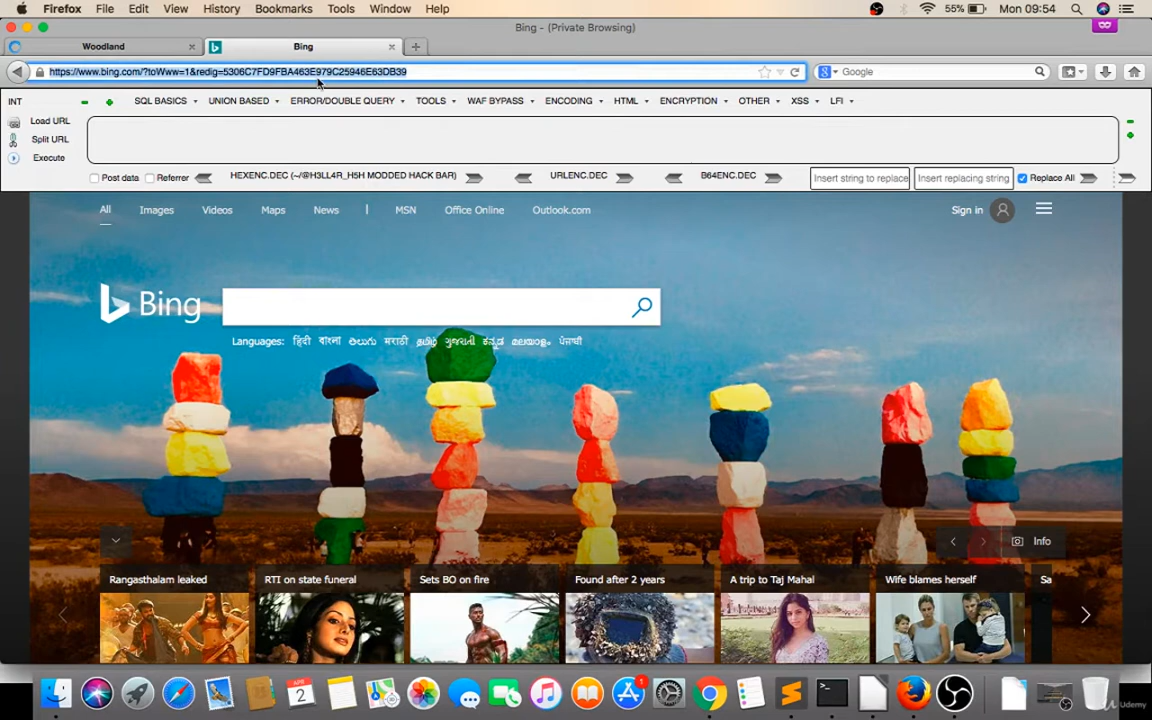 Firefox File Edit View History Bookmarks Tools Window Help 55% Mon 09:54
Bing - (Private Browsing)
Woodland Bing
https://www.bing.com/?toWww=1&redig=5306C7FD9FBA463E979C25946E63DB39 Google
INT SQL BASICS UNION BASED ERROR/DOUBLE QUERY TOOLS WAF BYPASS ENCODING HTML ENCRYPTION OTHER XSS LFI
Load URL
Split URL
Execute
Post data Referrer HEXENC.DEC (~/@H3LL4R_H5H MODDED HACK BAR) URLENC.DEC B64ENC.DEC Insert string to replace Insert replacing string Replace All
All Images Videos Maps News | MSN Office Online Outlook.com Sign in
Bing
Languages: हिंदी বাংলা తెలుగు मराठी தமிழ் ગુજરાતી ಕನ್ನಡ മലയാളം ਪੰਜਾਬੀ
Info
Rangasthalam leaked RTI on state funeral Sets BO on fire Found after 2 years A trip to Taj Mahal Wife blames herself Sa
APR
2
1
Udemy